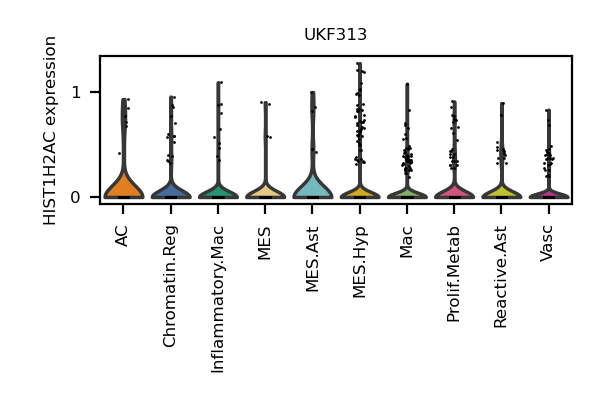 UKF313
HIST1H2AC expression
1
0
AC
Chromatin.Reg
Inflammatory.Mac
MES
MES.Ast
MES.Hyp
Mac
Prolif.Metab
Reactive.Ast
Vasc